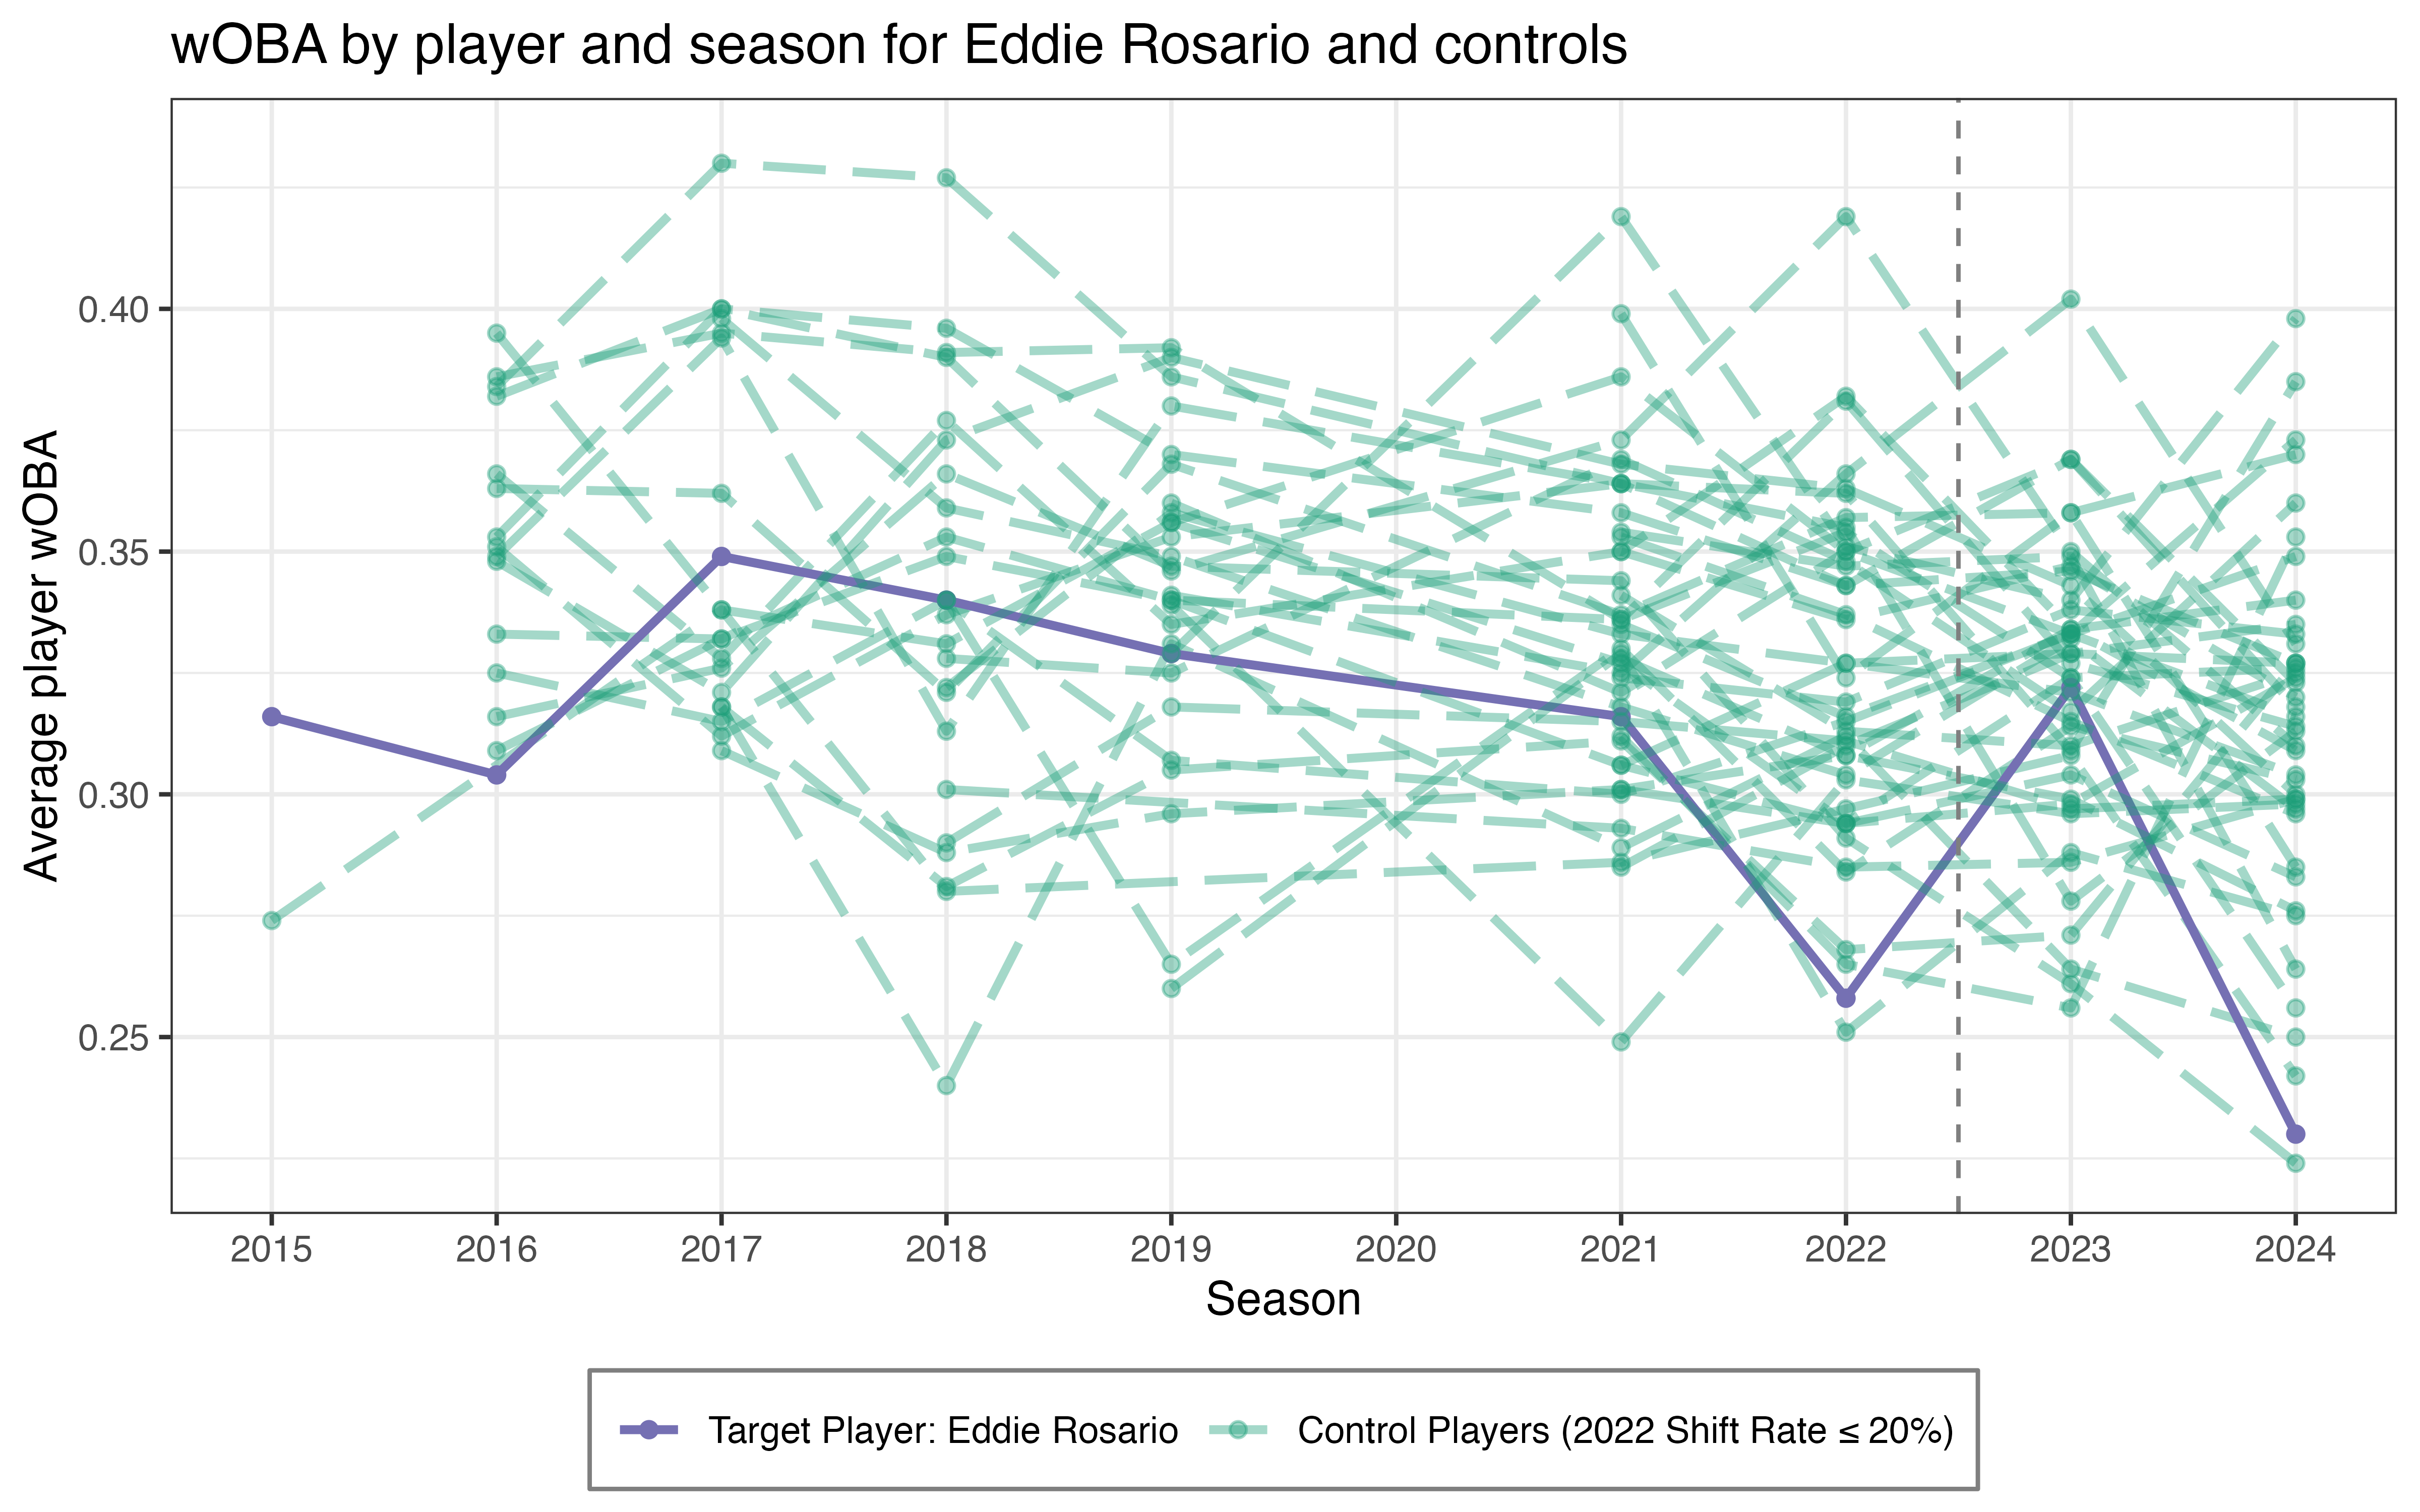 wOBA by player and season for Eddie Rosario and controls
Average player wOBA
0.40
0.35
0.30
0.25
2015 2016 2017 2018 2019 2020 2021 2022 2023 2024
Season
Target Player: Eddie Rosario Control Players (2022 Shift Rate ≤ 20%)